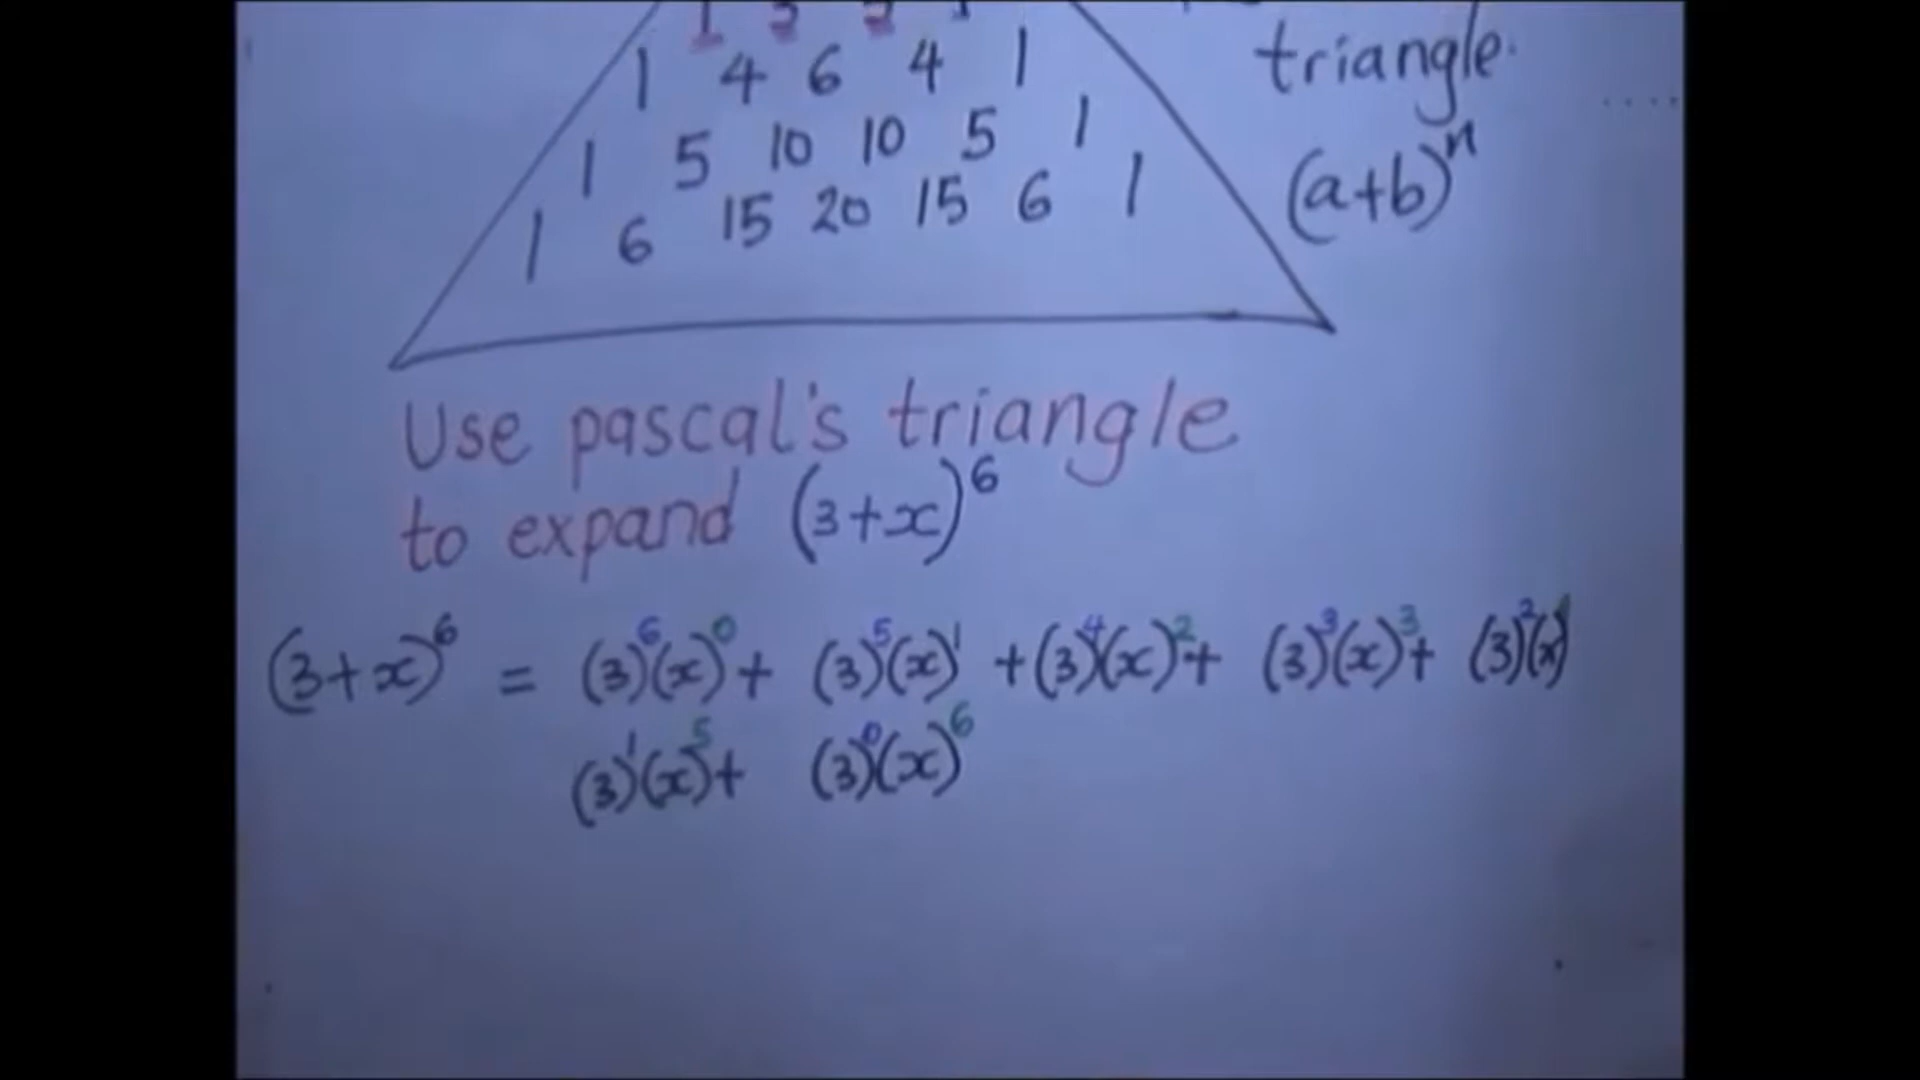 1 4 6 4 1
triangle.
1 5 10 10 5 1
(a+b)ⁿ
1 6 15 20 15 6 1
Use pascal's triangle
to expand (3+x)⁶
(3+x)⁶ = (3)⁶(x)⁰ + (3)⁵(x)¹ + (3)⁴(x)² + (3)³(x)³ + (3)²(x)
(3)¹(x)⁵ + (3)⁰(x)⁶